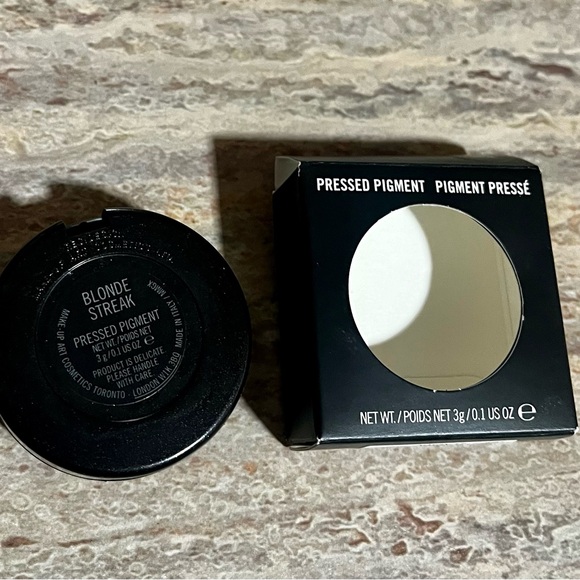 BLONDE
STREAK
PRESSED PIGMENT
NET WT./POIDS NET
3 g/0.1 US OZ ℮
PRODUCT IS DELICATE
PLEASE HANDLE
WITH CARE
MAKE-UP ART COSMETICS TORONTO · LONDON W1K 3BQ MADE IN ITALY
PRESSED PIGMENT PIGMENT PRESSÉ
NET WT./POIDS NET 3g/0.1 US OZ ℮